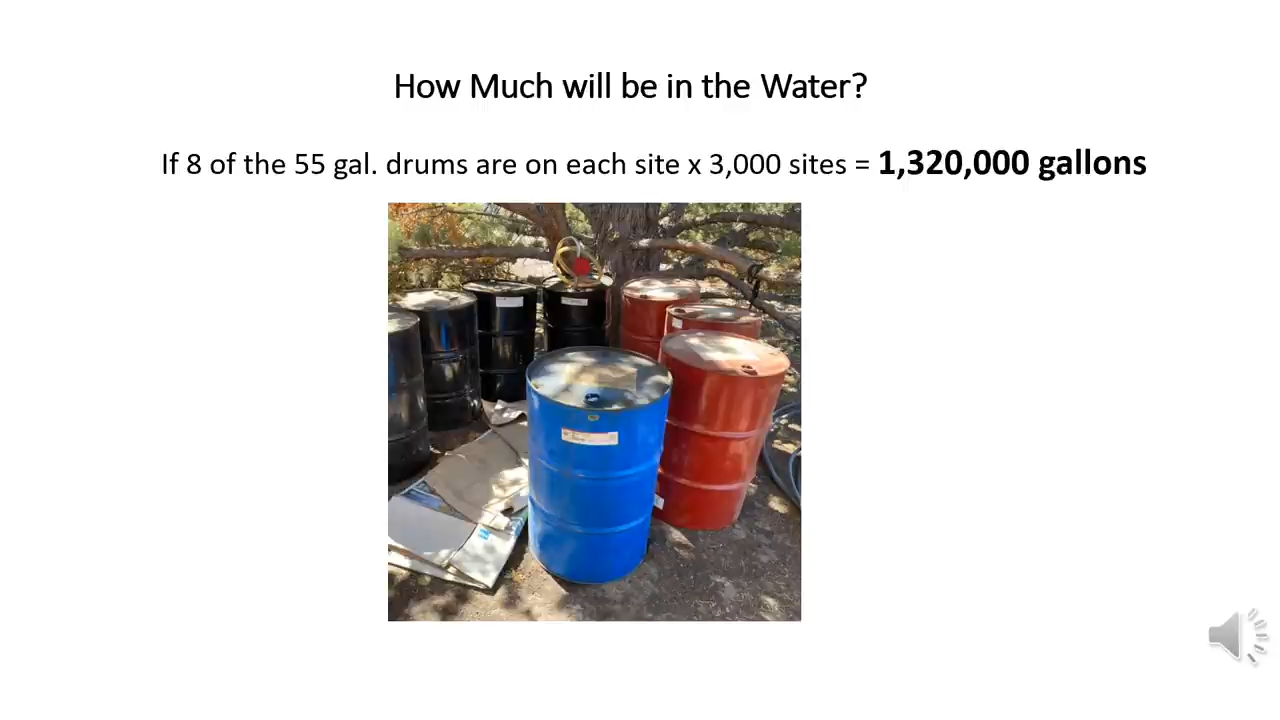 How Much will be in the Water?
If 8 of the 55 gal. drums are on each site x 3,000 sites = 1,320,000 gallons